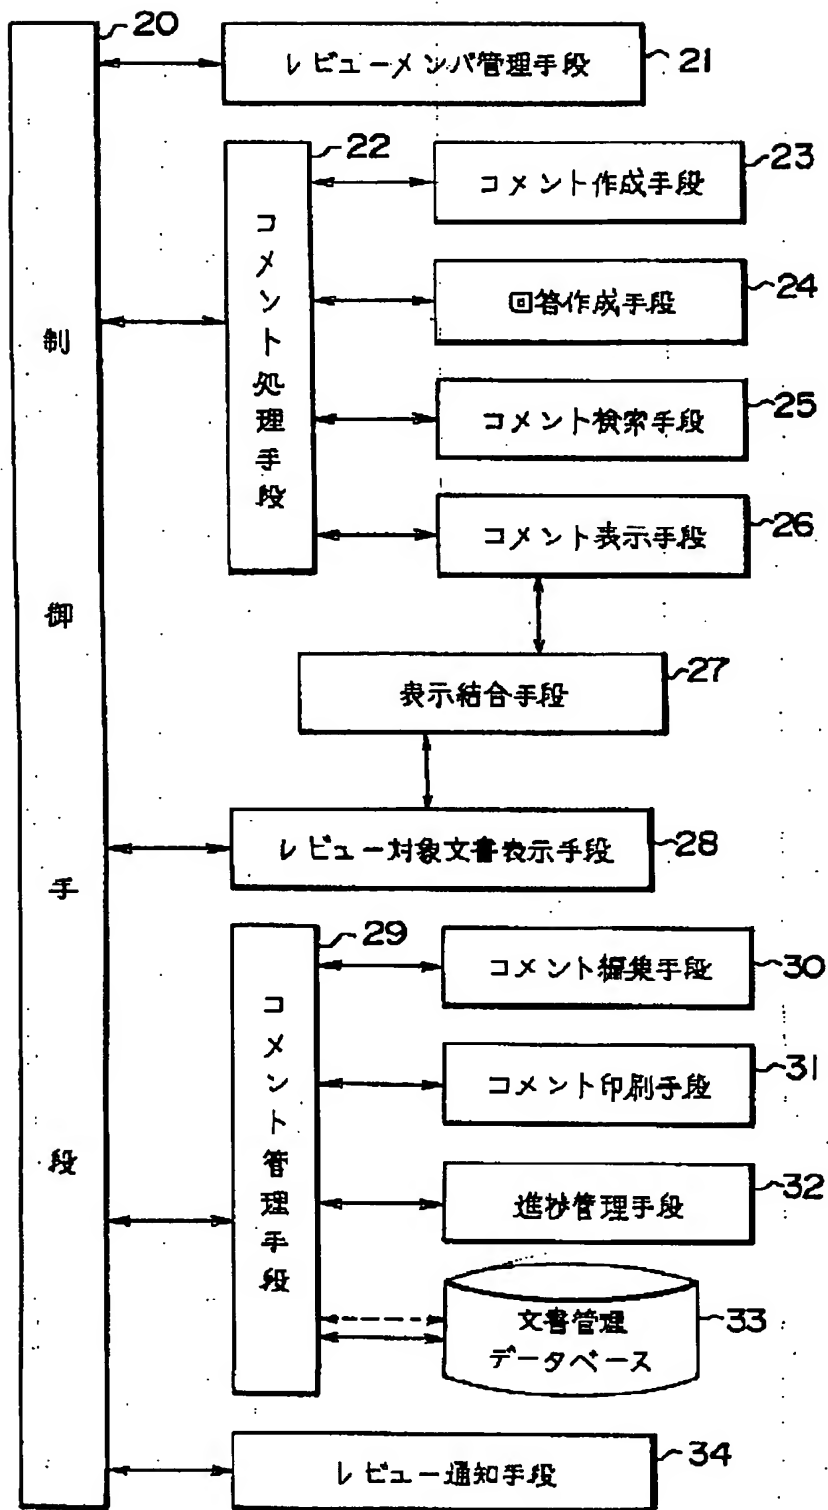 20
制御手段
レビューメンバ管理手段
21
22
コメント処理手段
コメント作成手段
23
回答作成手段
24
コメント検索手段
25
コメント表示手段
26
表示結合手段
27
レビュー対象文書表示手段
28
29
コメント管理手段
コメント編集手段
30
コメント印刷手段
31
進捗管理手段
32
文書管理
データベース
33
レビュー通知手段
34